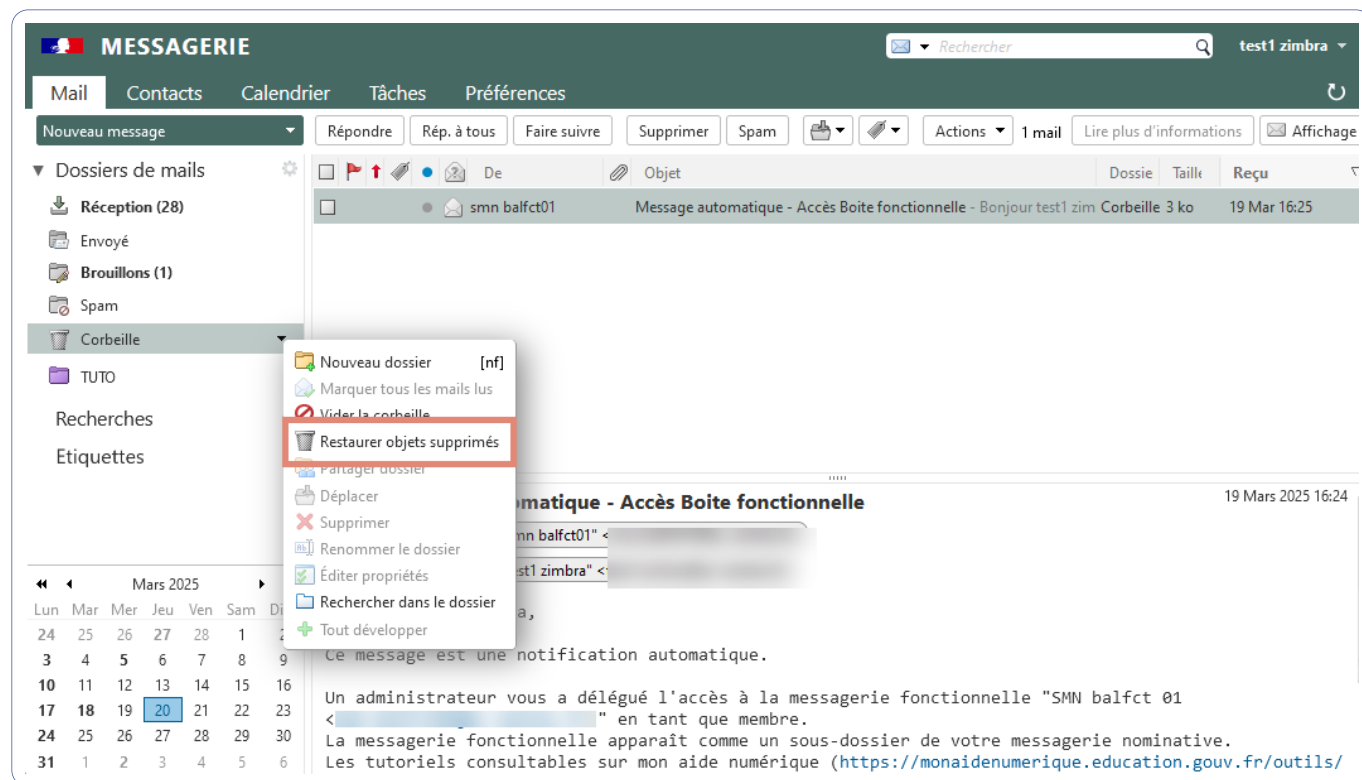 MESSAGERIE
Rechercher
test1 zimbra
Mail Contacts Calendrier Tâches Préférences
Nouveau message
Répondre Rép. à tous Faire suivre Supprimer Spam Actions 1 mail Lire plus d'informations Affichage
Dossiers de mails
De Objet Dossie Taille Reçu
Réception (28)
smn balfct01 Message automatique - Accès Boite fonctionnelle - Bonjour test1 zim Corbeille 3 ko 19 Mar 16:25
Envoyé
Brouillons (1)
Spam
Corbeille
TUTO
Recherches
Etiquettes
Nouveau dossier [nf]
Marquer tous les mails lus
Vider la corbeille
Restaurer objets supprimés
Partager dossier
Déplacer
Supprimer
Renommer le dossier
Éditer propriétés
Rechercher dans le dossier
Tout développer
Mars 2025
Lun Mar Mer Jeu Ven Sam Di
24 25 26 27 28 1 2
3 4 5 6 7 8 9
10 11 12 13 14 15 16
17 18 19 20 21 22 23
24 25 26 27 28 29 30
31 1 2 3 4 5 6
omatique - Accès Boite fonctionnelle
19 Mars 2025 16:24
mn balfct01" <
est1 zimbra" <
a,
Ce message est une notification automatique.
Un administrateur vous a délégué l'accès à la messagerie fonctionnelle "SMN balfct 01
< " en tant que membre.
La messagerie fonctionnelle apparaît comme un sous-dossier de votre messagerie nominative.
Les tutoriels consultables sur mon aide numérique (https://monaidenumerique.education.gouv.fr/outils/